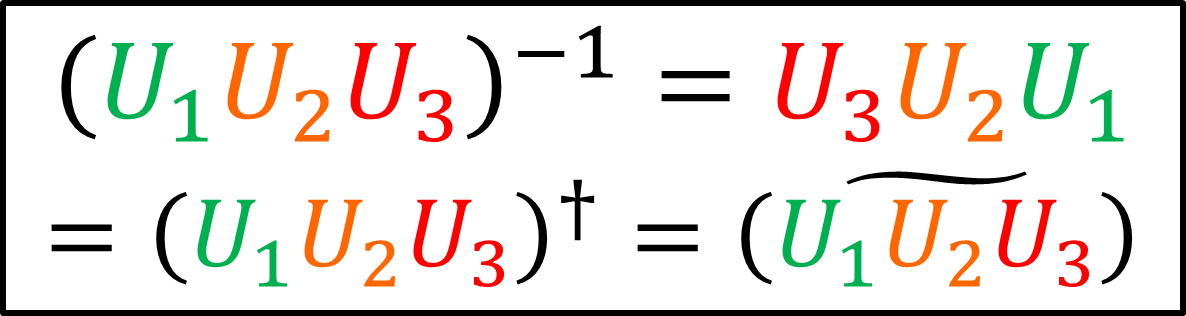 (U₁U₂U₃)⁻¹ = U₃U₂U₁
= (U₁U₂U₃)† = (U₁U₂U₃)~